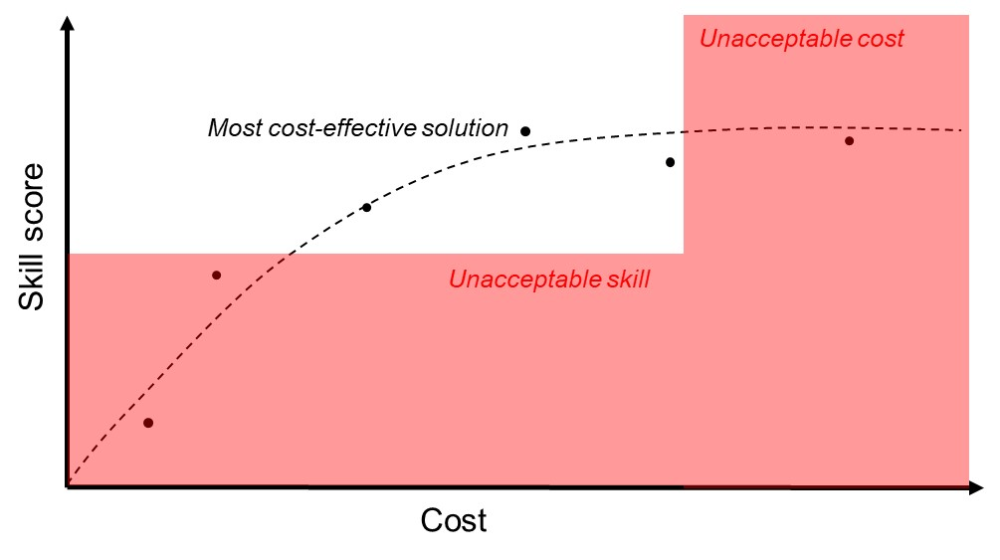 Unacceptable cost
Most cost-effective solution
Skill score
Unacceptable skill
Cost